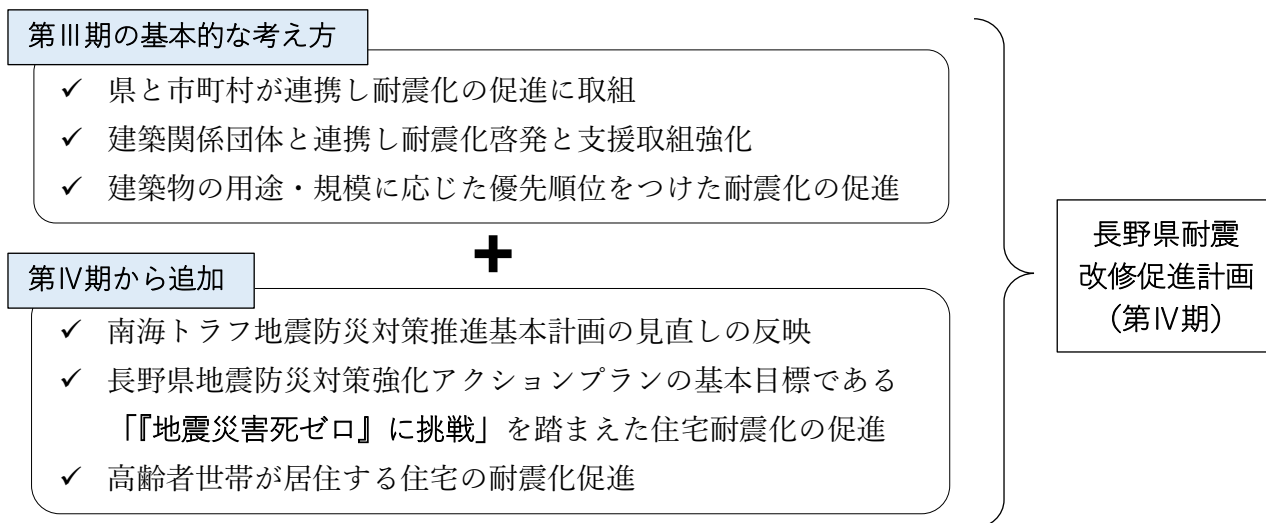 第Ⅲ期の基本的な考え方
✓ 県と市町村が連携し耐震化の促進に取組
✓ 建築関係団体と連携し耐震化啓発と支援取組強化
✓ 建築物の用途・規模に応じた優先順位をつけた耐震化の促進
+
第Ⅳ期から追加
✓ 南海トラフ地震防災対策推進基本計画の見直しの反映
✓ 長野県地震防災対策強化アクションプランの基本目標である
「『地震災害死ゼロ』に挑戦」を踏まえた住宅耐震化の促進
✓ 高齢者世帯が居住する住宅の耐震化促進
長野県耐震
改修促進計画
（第Ⅳ期）